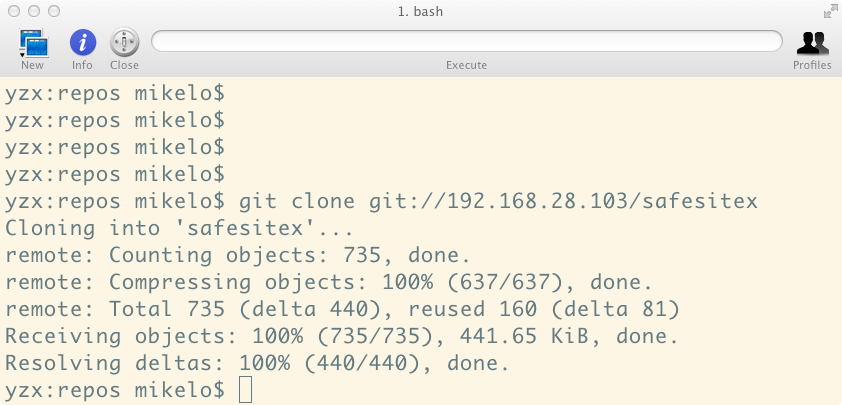 1. bash
New Info Close Execute Profiles
yzx:repos mikelo$
yzx:repos mikelo$
yzx:repos mikelo$
yzx:repos mikelo$
yzx:repos mikelo$ git clone git://192.168.28.103/safesitex
Cloning into 'safesitex'...
remote: Counting objects: 735, done.
remote: Compressing objects: 100% (637/637), done.
remote: Total 735 (delta 440), reused 160 (delta 81)
Receiving objects: 100% (735/735), 441.65 KiB, done.
Resolving deltas: 100% (440/440), done.
yzx:repos mikelo$